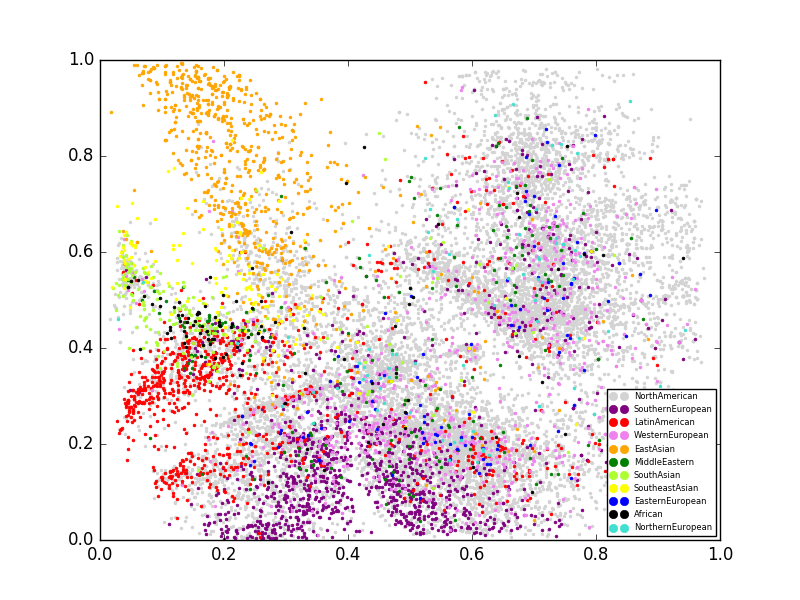 1.0
0.8
0.6
0.4
0.2
0.0
0.0 0.2 0.4 0.6 0.8 1.0
NorthAmerican
SouthernEuropean
LatinAmerican
WesternEuropean
EastAsian
MiddleEastern
SouthAsian
SoutheastAsian
EasternEuropean
African
NorthernEuropean